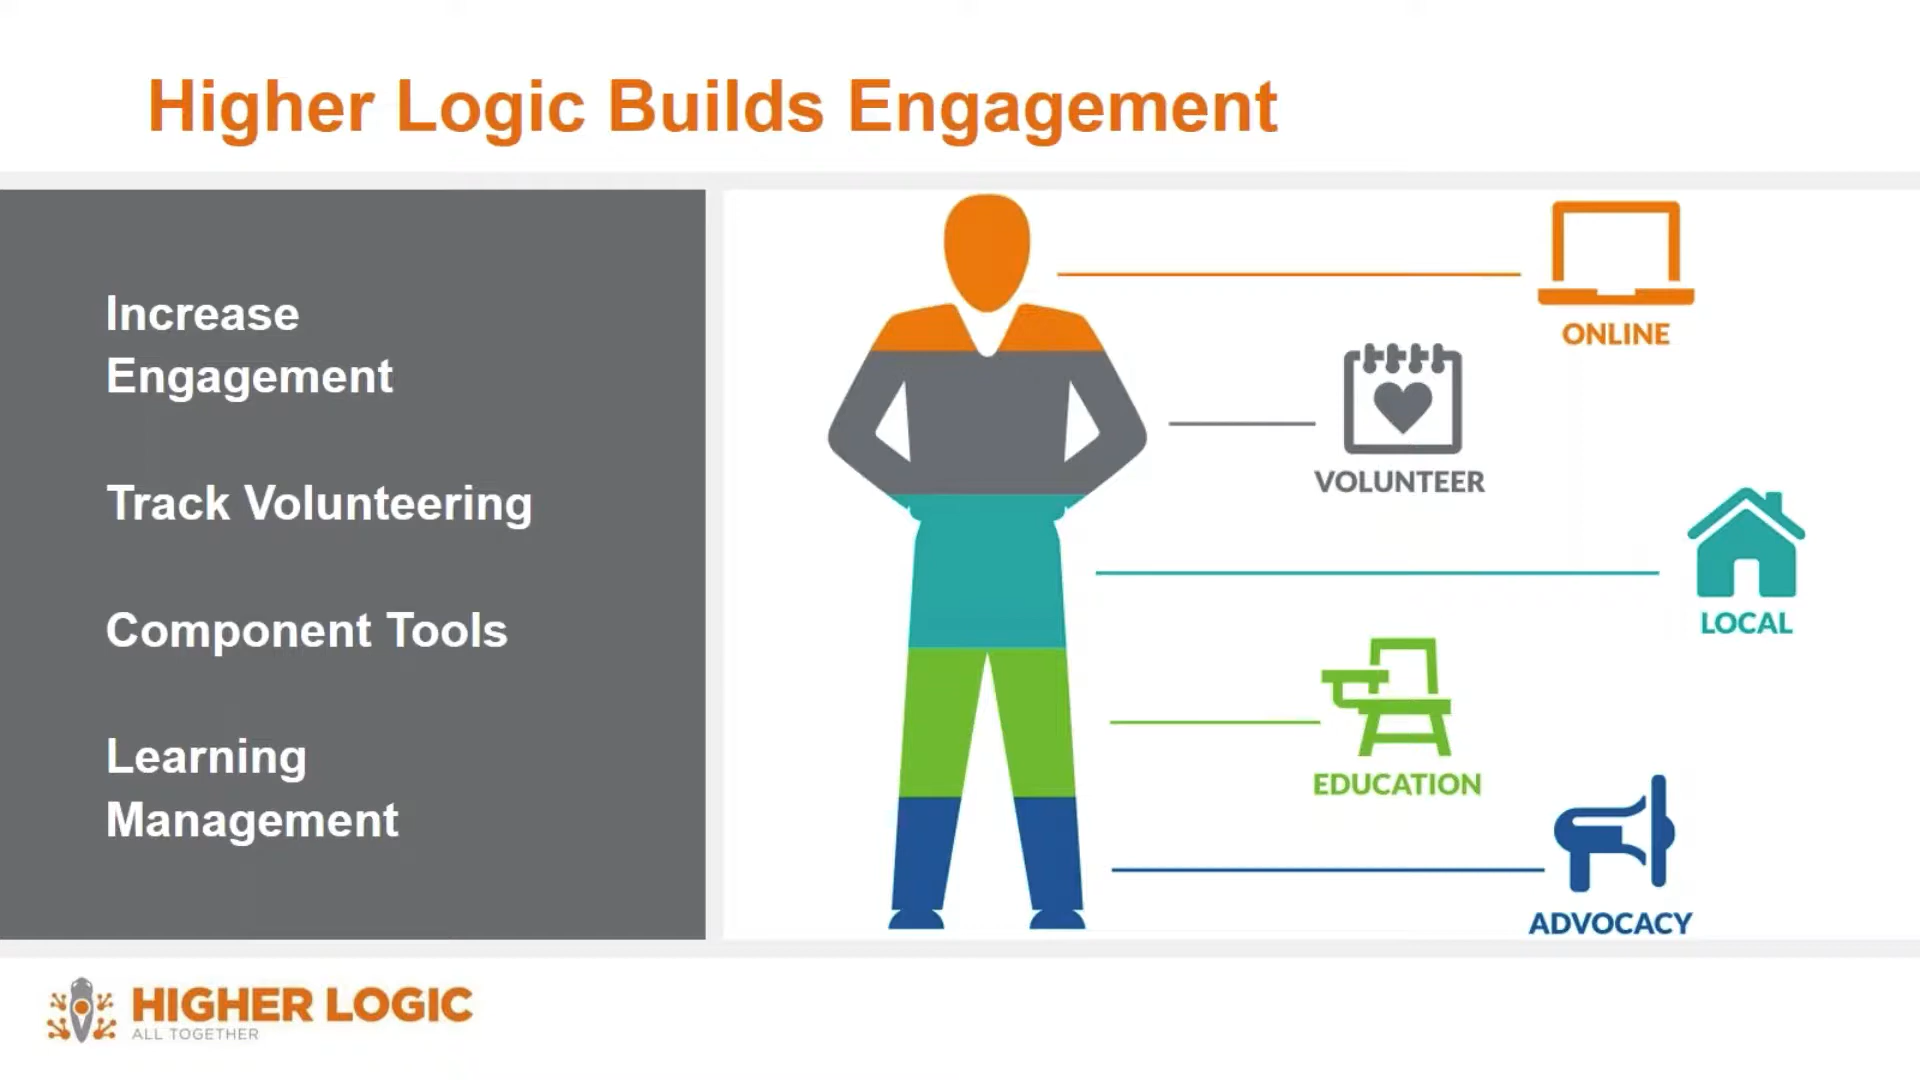 Higher Logic Builds Engagement
Increase
Engagement
Track Volunteering
Component Tools
Learning
Management
ONLINE
VOLUNTEER
LOCAL
EDUCATION
ADVOCACY
HIGHER LOGIC
ALL TOGETHER